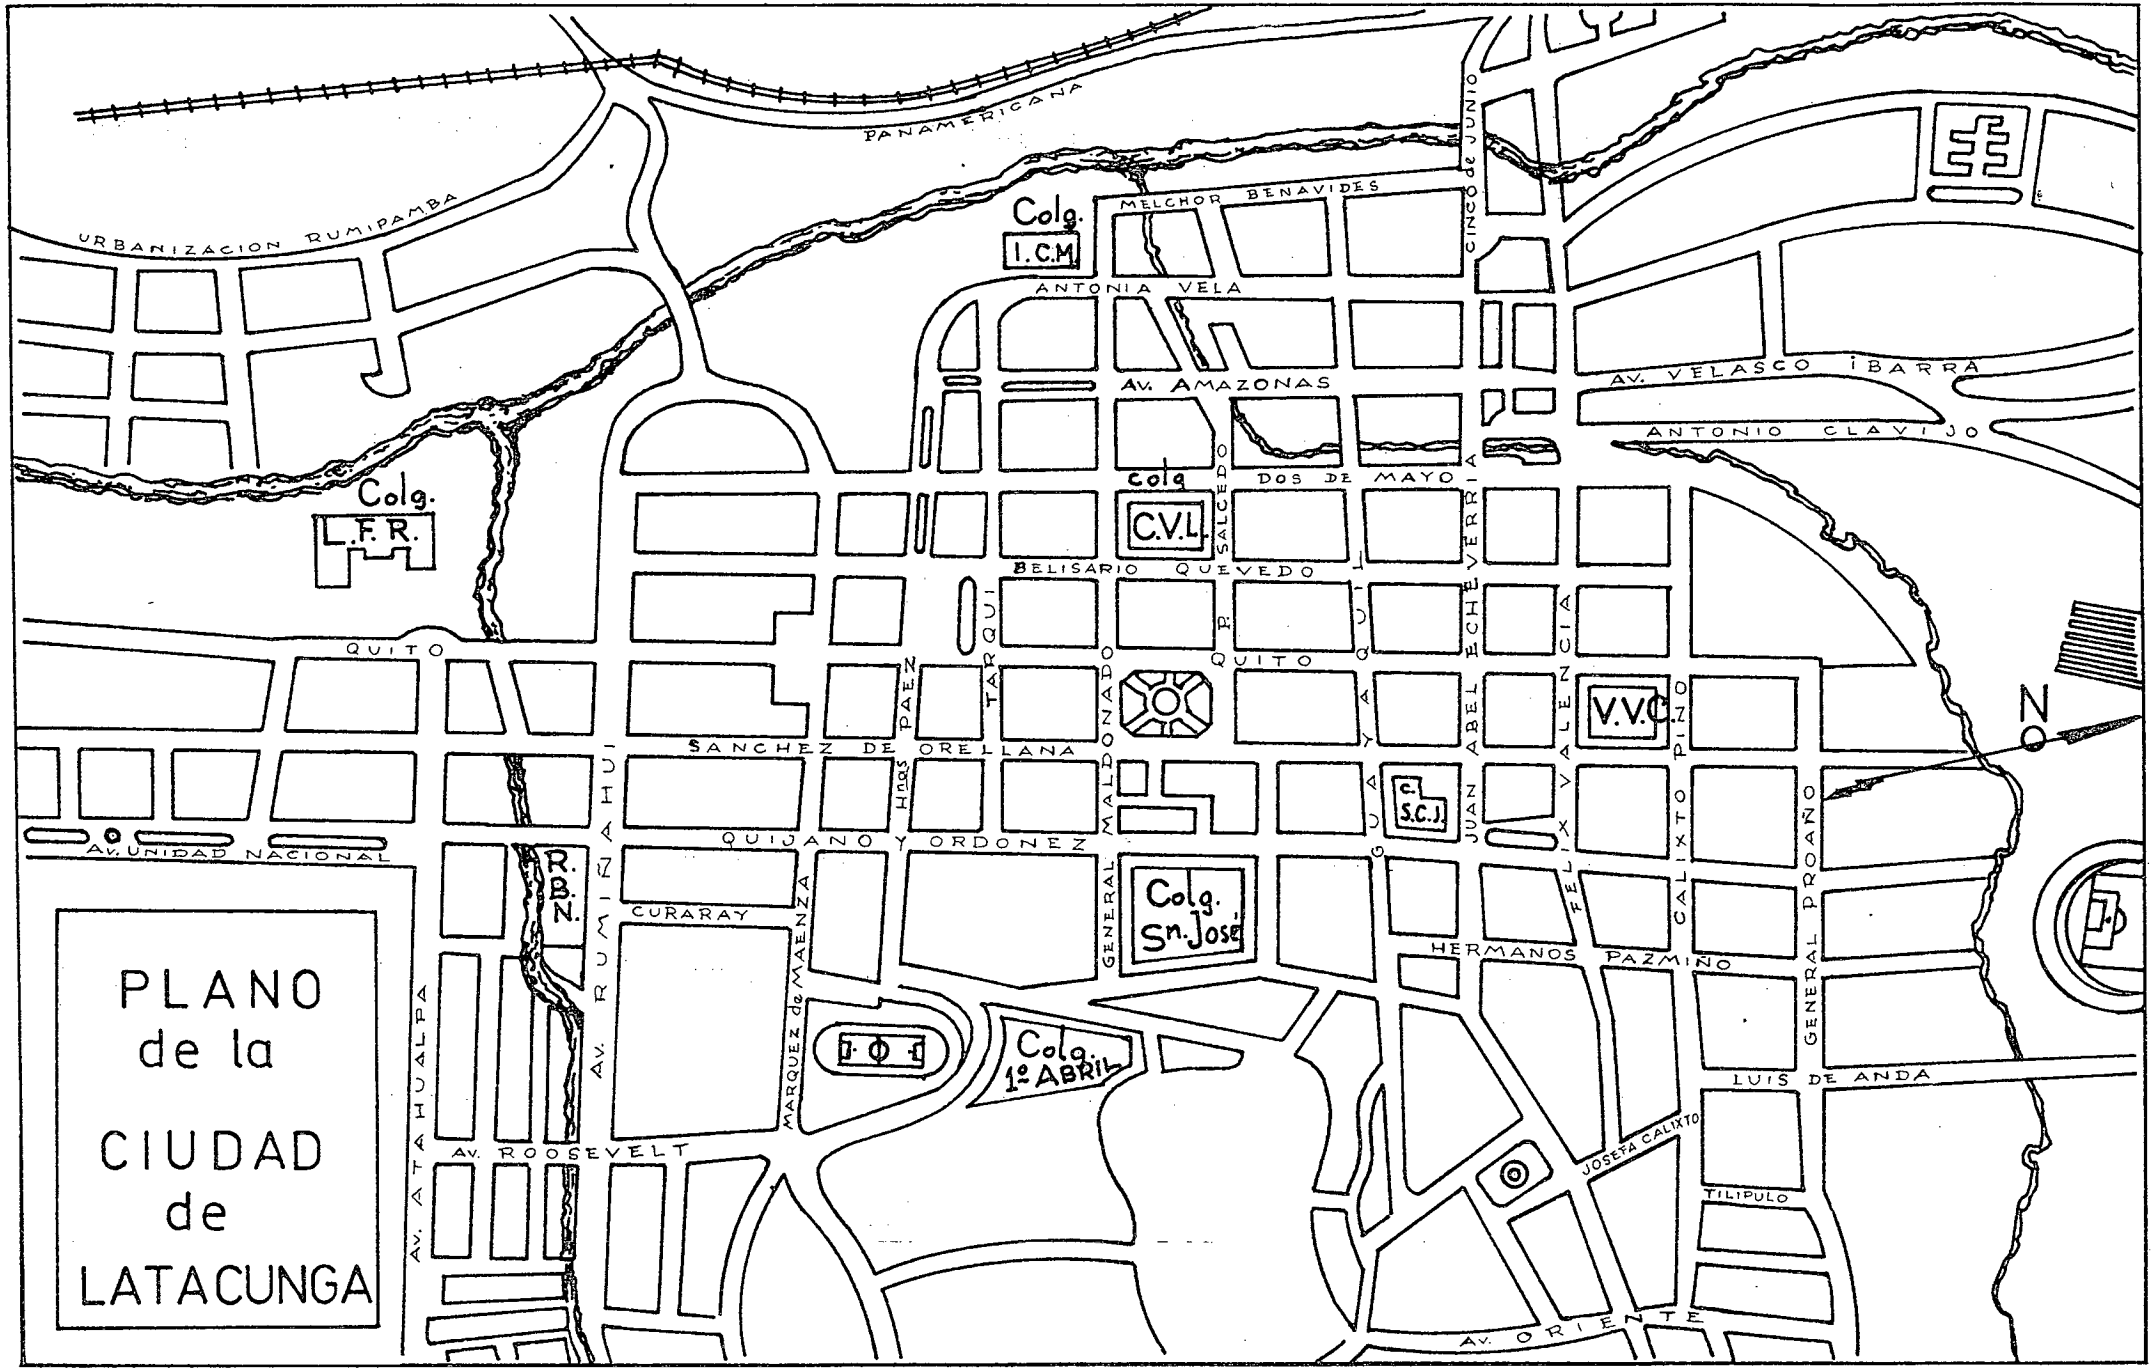 PANAMERICANA
CINCO de JUNIO
URBANIZACION RUMIPAMBA
MELCHOR BENAVIDES
Colg.
I.C.M
ANTONIA VELA
AV. AMAZONAS
AV. VELASCO IBARRA
ANTONIO CLAVIJO
Colg.
L.F.R.
colg
C.V.L.
P. SALCEDO
DOS DE MAYO
BELISARIO QUEVEDO
QUITO
QUITO
TARQUI
Hnos PAEZ
GENERAL MALDONADO
GUAYAQUIL
JUAN ABEL ECHEVERRIA
FELIX VALENCIA
V.V.C.
CALIXTO PINO
N
SANCHEZ DE ORELLANA
C.
S.C.J.
QUIJANO Y ORDONEZ
AV. UNIDAD NACIONAL
R.
B.
N.
AV. RUMIÑAHUI
CURARAY
MARQUEZ de MAENZA
Colg.
Sn. José
HERMANOS PAZMIÑO
GENERAL PROAÑO
Colg.
1º ABRIL
LUIS DE ANDA
AV. ATAHUALPA
AV. ROOSEVELT
JOSEFA CALIXTO
TILIPULO
AV. ORIENTE
PLANO
de la
CIUDAD
de
LATACUNGA